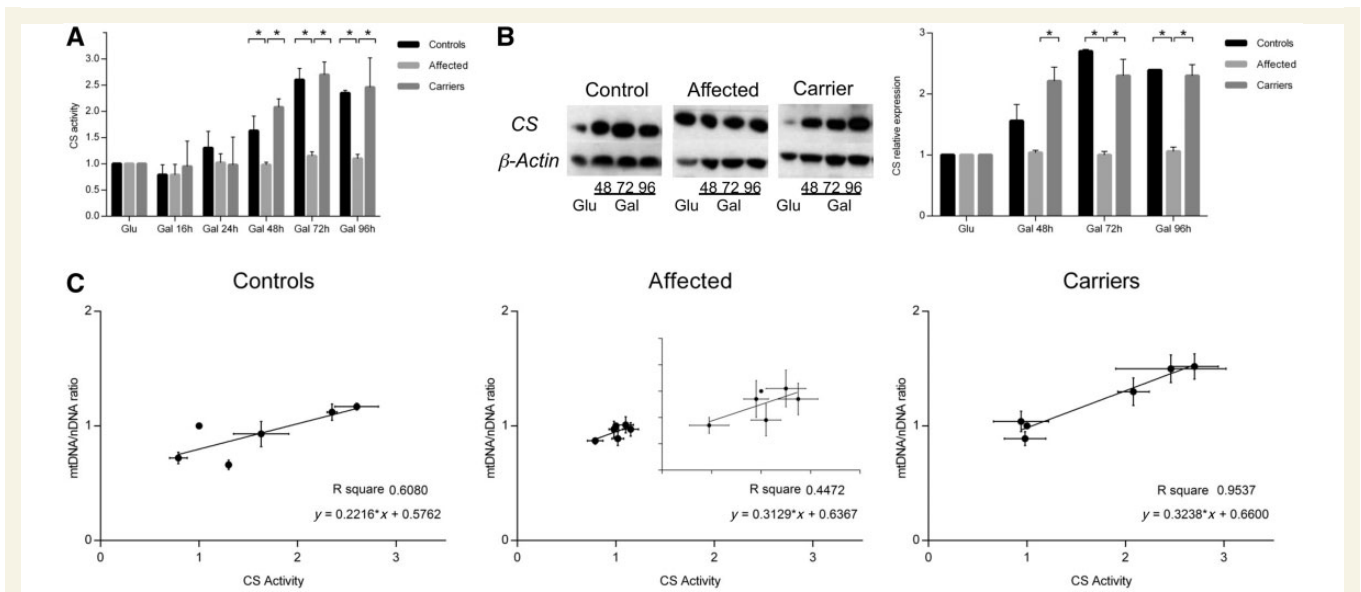 A
* * * * * *
3.0
2.5
2.0
1.5
1.0
0.5
0.0
CS activity
Glu Gal 16h Gal 24h Gal 48h Gal 72h Gal 96h
Controls
Affected
Carriers
B
Control Affected Carrier
CS
β-Actin
48 72 96 48 72 96 48 72 96
Glu Gal Glu Gal Glu Gal
* * * * *
3
2
1
0
CS relative expression
Glu Gal 48h Gal 72h Gal 96h
Controls
Affected
Carriers
C
Controls
2
1
0
mtDNA/nDNA ratio
R square 0.6080
y = 0.2216*x + 0.5762
0 1 2 3
CS Activity
Affected
2
1
0
mtDNA/nDNA ratio
R square 0.4472
y = 0.3129*x + 0.6367
0 1 2 3
CS Activity
Carriers
2
1
0
mtDNA/nDNA ratio
R square 0.9537
y = 0.3238*x + 0.6600
0 1 2 3
CS Activity